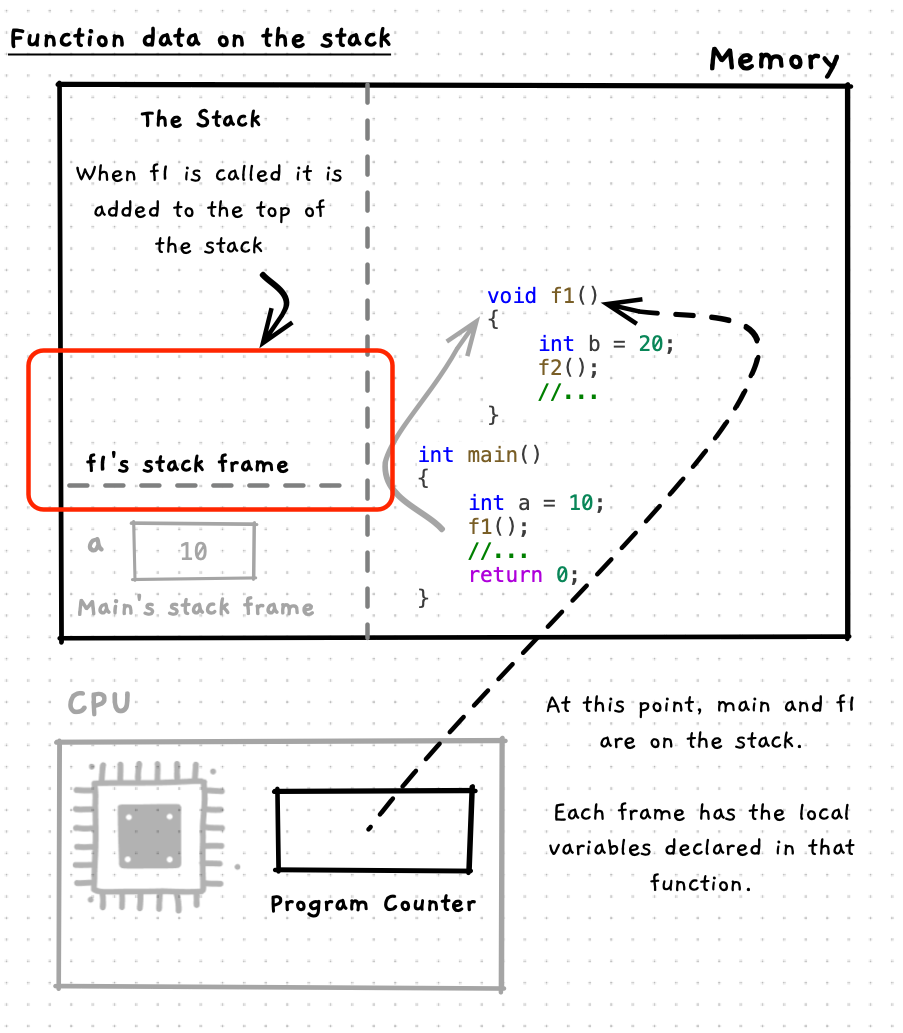 Function data on the stack
Memory
The Stack
When f1 is called it is
added to the top of
the stack
void f1()
{
int b = 20;
f2();
//...
}
f1's stack frame
int main()
{
int a = 10;
f1();
//...
return 0;
}
a
10
Main's stack frame
CPU
Program Counter
At this point, main and f1
are on the stack.
Each frame has the local
variables declared in that
function.